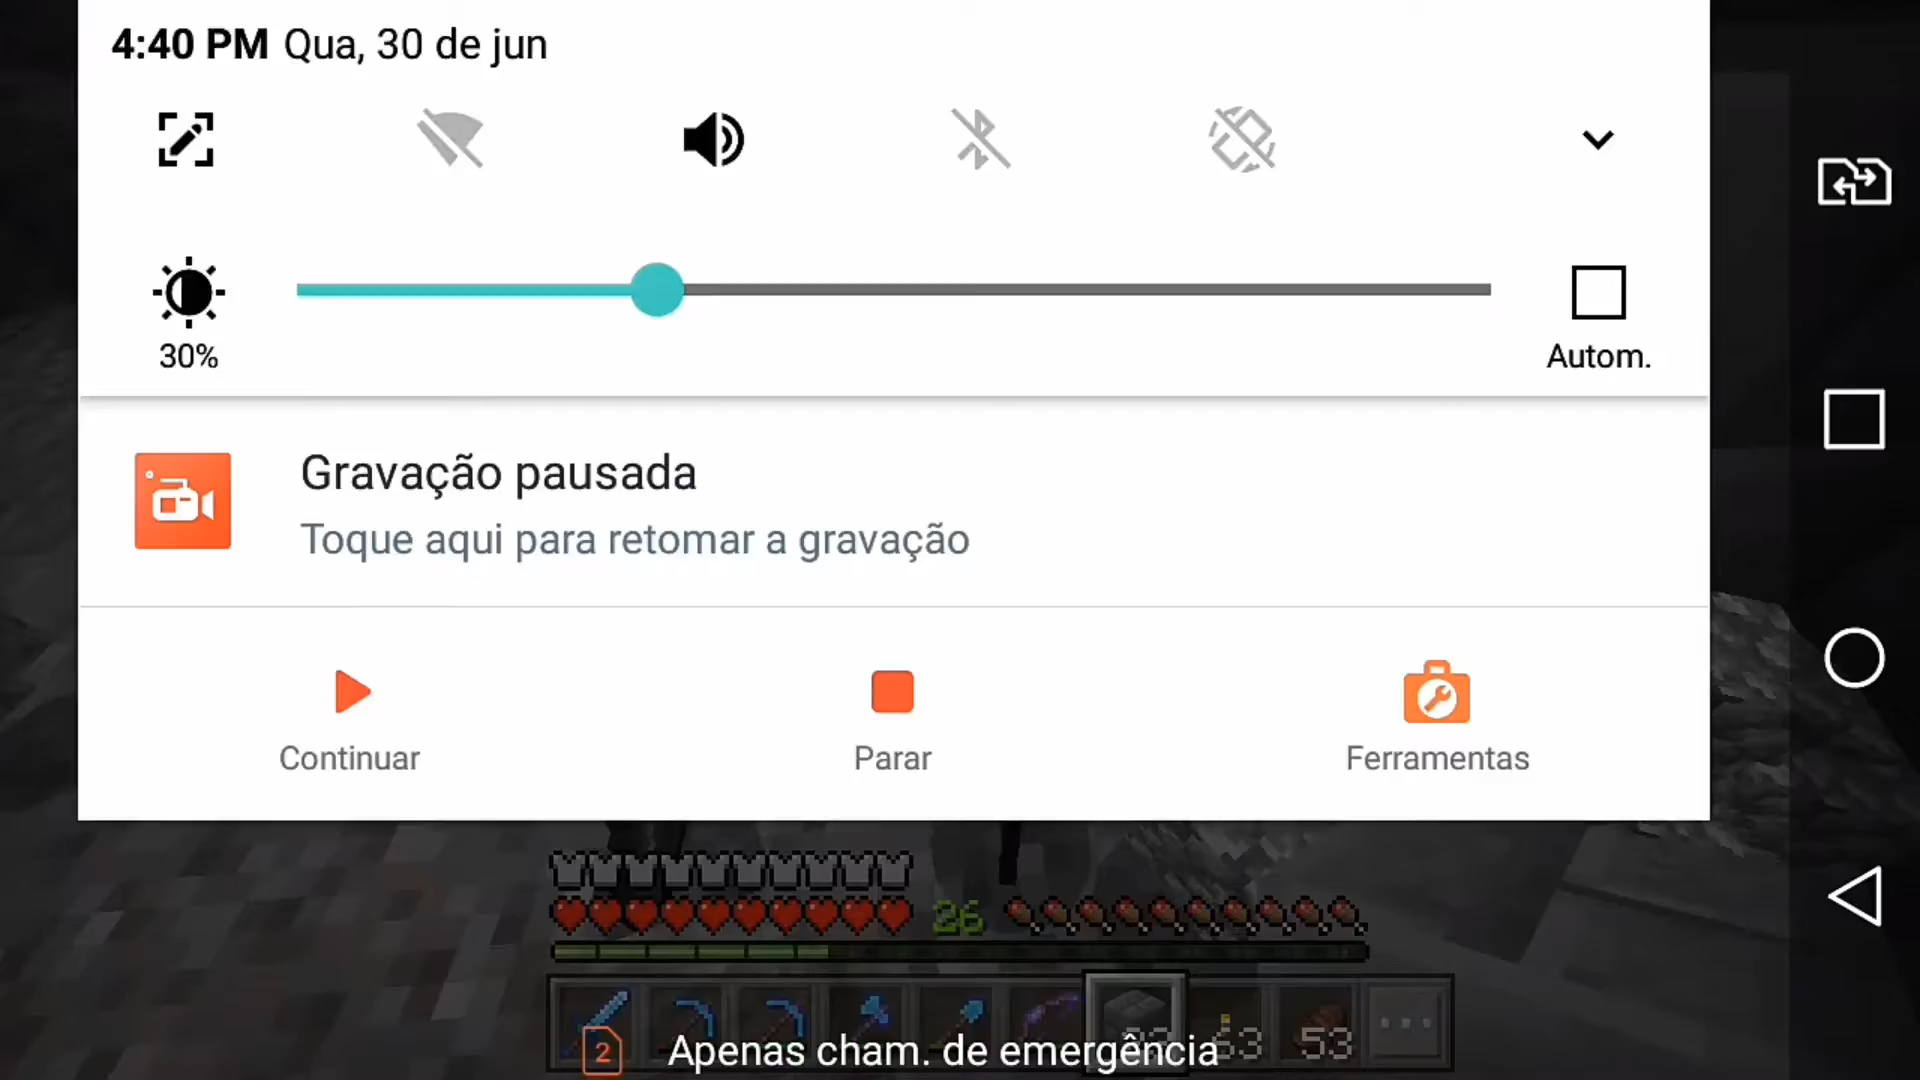 4:40 PM Qua, 30 de jun
30%
Autom.
Gravação pausada
Toque aqui para retomar a gravação
Continuar
Parar
Ferramentas
26
63
53
2
Apenas cham. de emergência